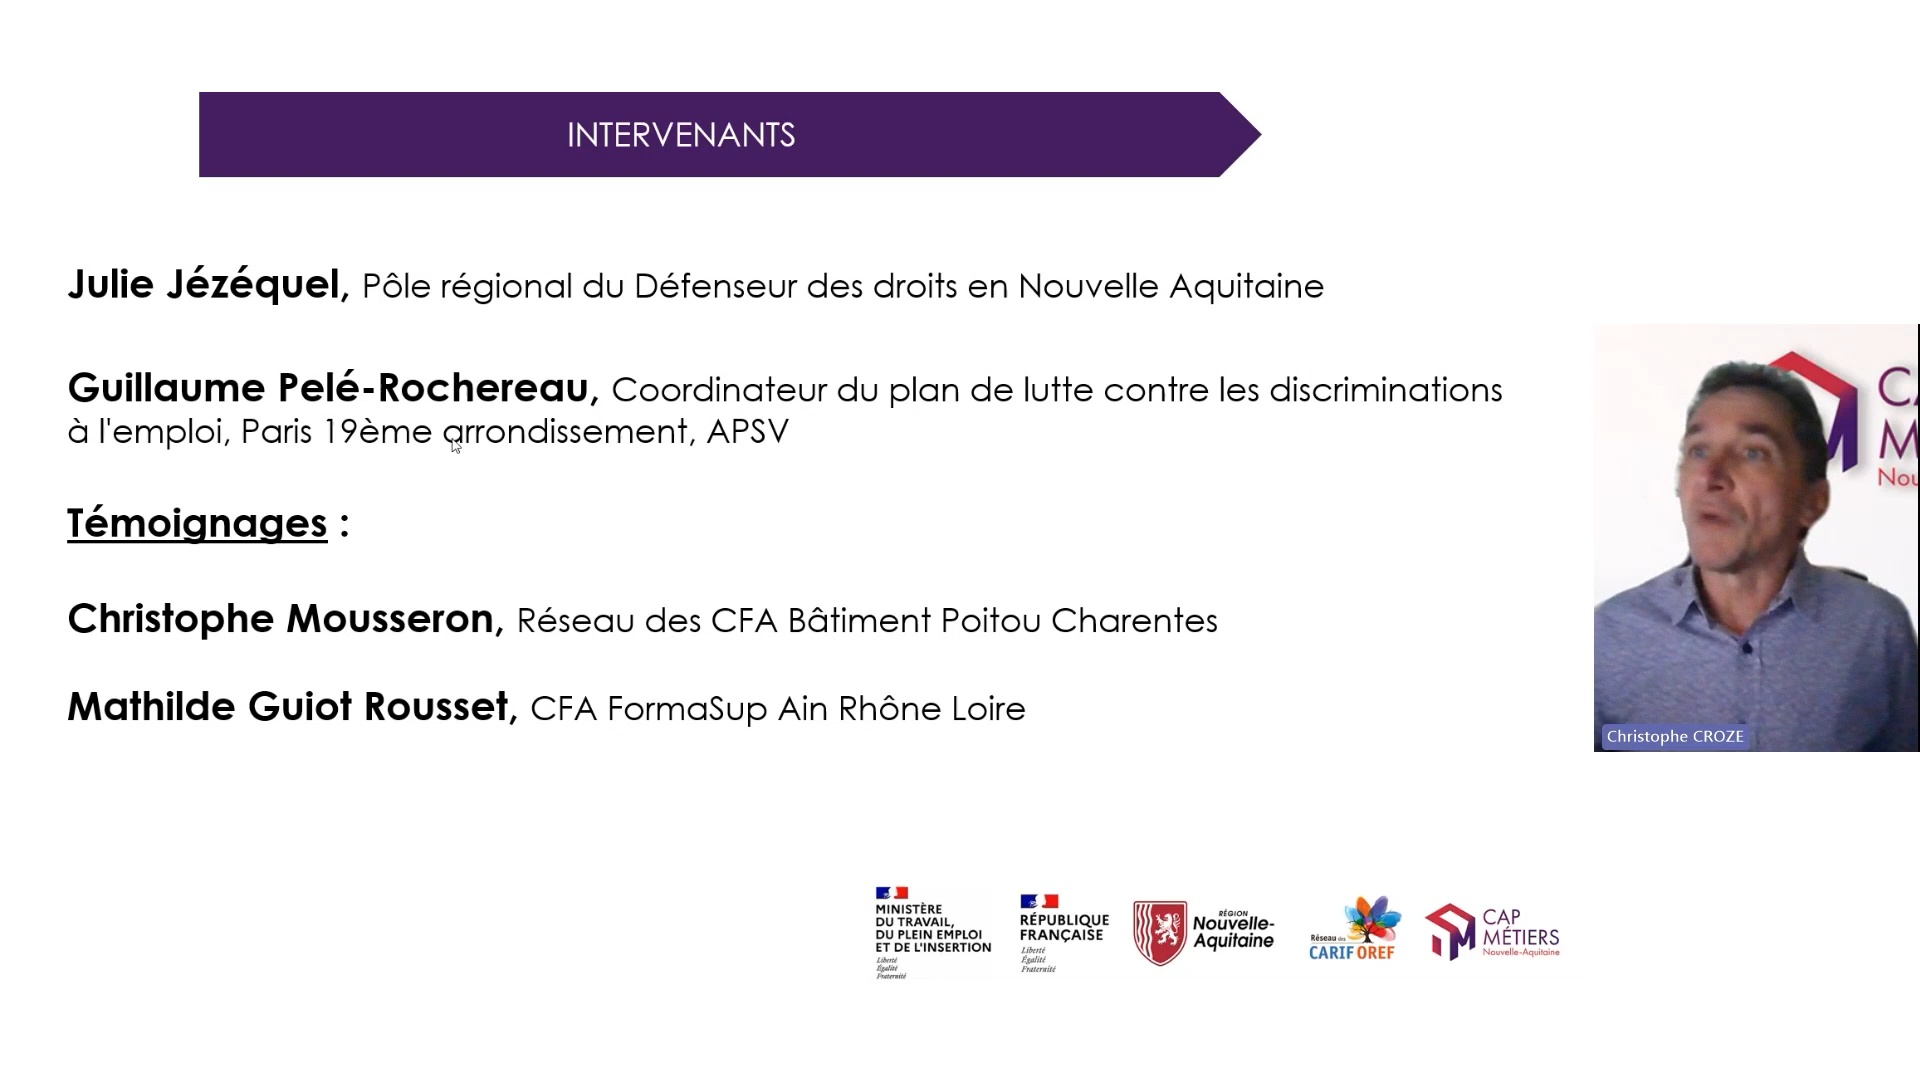 INTERVENANTS
Julie Jézéquel, Pôle régional du Défenseur des droits en Nouvelle Aquitaine
Guillaume Pelé-Rochereau, Coordinateur du plan de lutte contre les discriminations
à l'emploi, Paris 19ème arrondissement, APSV
Témoignages :
Christophe Mousseron, Réseau des CFA Bâtiment Poitou Charentes
Mathilde Guiot Rousset, CFA FormaSup Ain Rhône Loire
Nou
Christophe CROZE
MINISTÈRE
DU TRAVAIL,
DU PLEIN EMPLOI
ET DE L'INSERTION
Liberté
Égalité
Fraternité
RÉPUBLIQUE
FRANÇAISE
Liberté
Égalité
Fraternité
RÉGION
Nouvelle-
Aquitaine
Réseau des
CARIF OREF
CAP
MÉTIERS
Nouvelle-Aquitaine